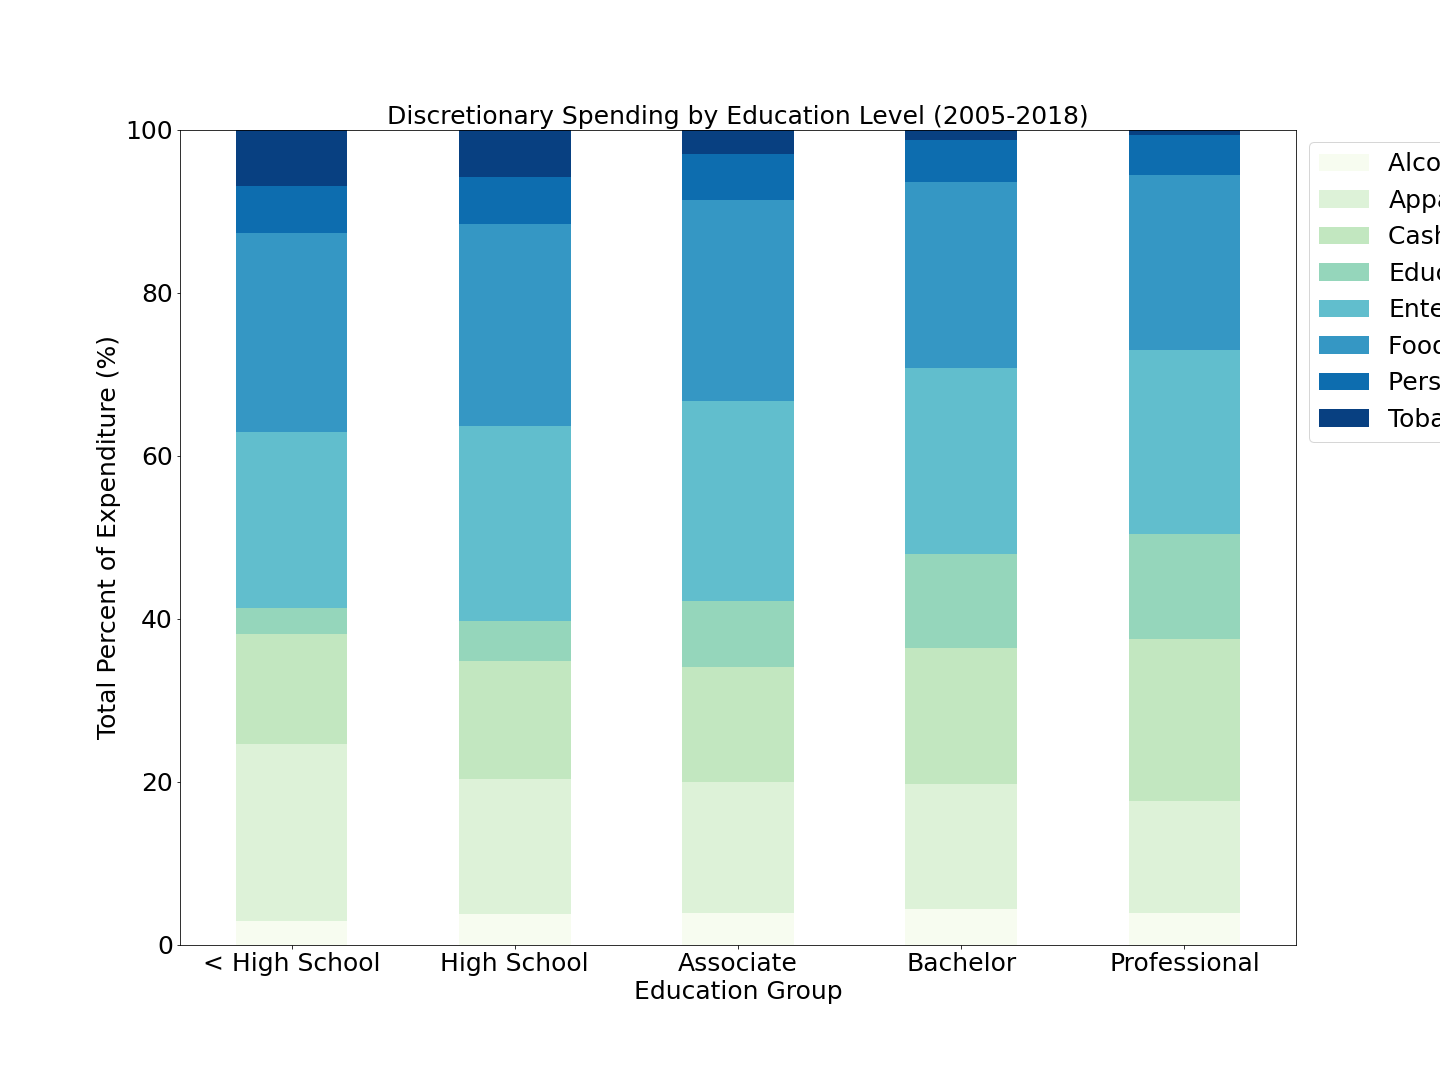 Discretionary Spending by Education Level (2005-2018)
Total Percent of Expenditure (%)
100
80
60
40
20
0
< High School
High School
Associate
Bachelor
Professional
Education Group
Alco
Appa
Cash
Educ
Ente
Food
Pers
Toba